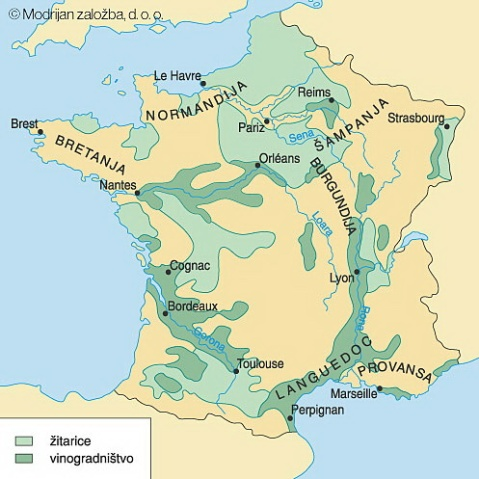 © Modrijan založba, d. o. o.
Le Havre
NORMANDIJA
Reims
ŠAMPANJA
Brest
Pariz
Sena
Strasbourg
BRETANJA
Orléans
BURGUNDIJA
Nantes
Loara
Cognac
Lyon
Bordeaux
Rona
Garona
Toulouse
LANGUEDOC
PROVANSA
Marseille
Perpignan
žitarice
vinogradništvo